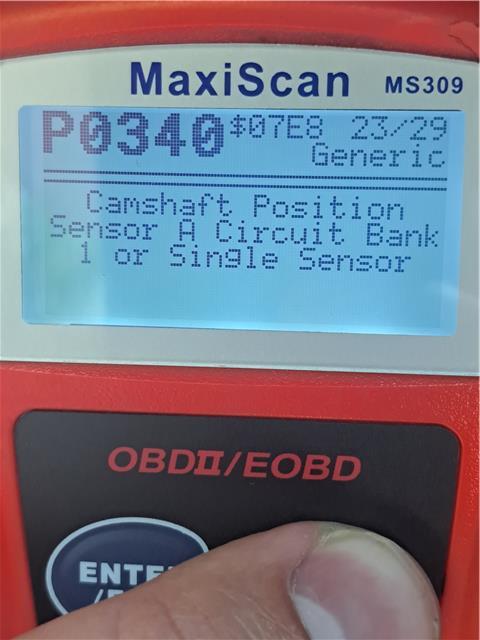 MaxiScan MS309
P0340 $07E8 23/29
Generic
Camshaft Position
Sensor A Circuit Bank
1 or Single Sensor
OBDII/EOBD